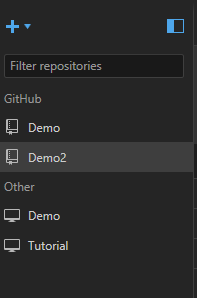 Filter repositories
GitHub
Demo
Demo2
Other
Demo
Tutorial